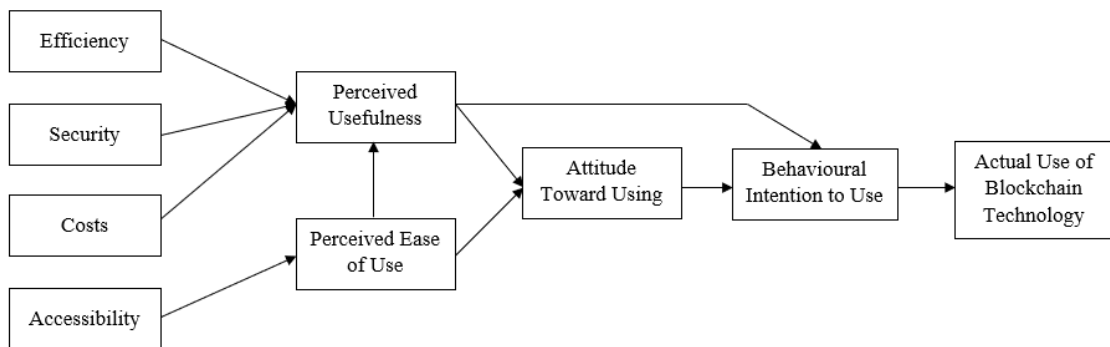 Efficiency
Security
Costs
Accessibility
Perceived
Usefulness
Perceived Ease
of Use
Attitude
Toward Using
Behavioural
Intention to Use
Actual Use of
Blockchain
Technology